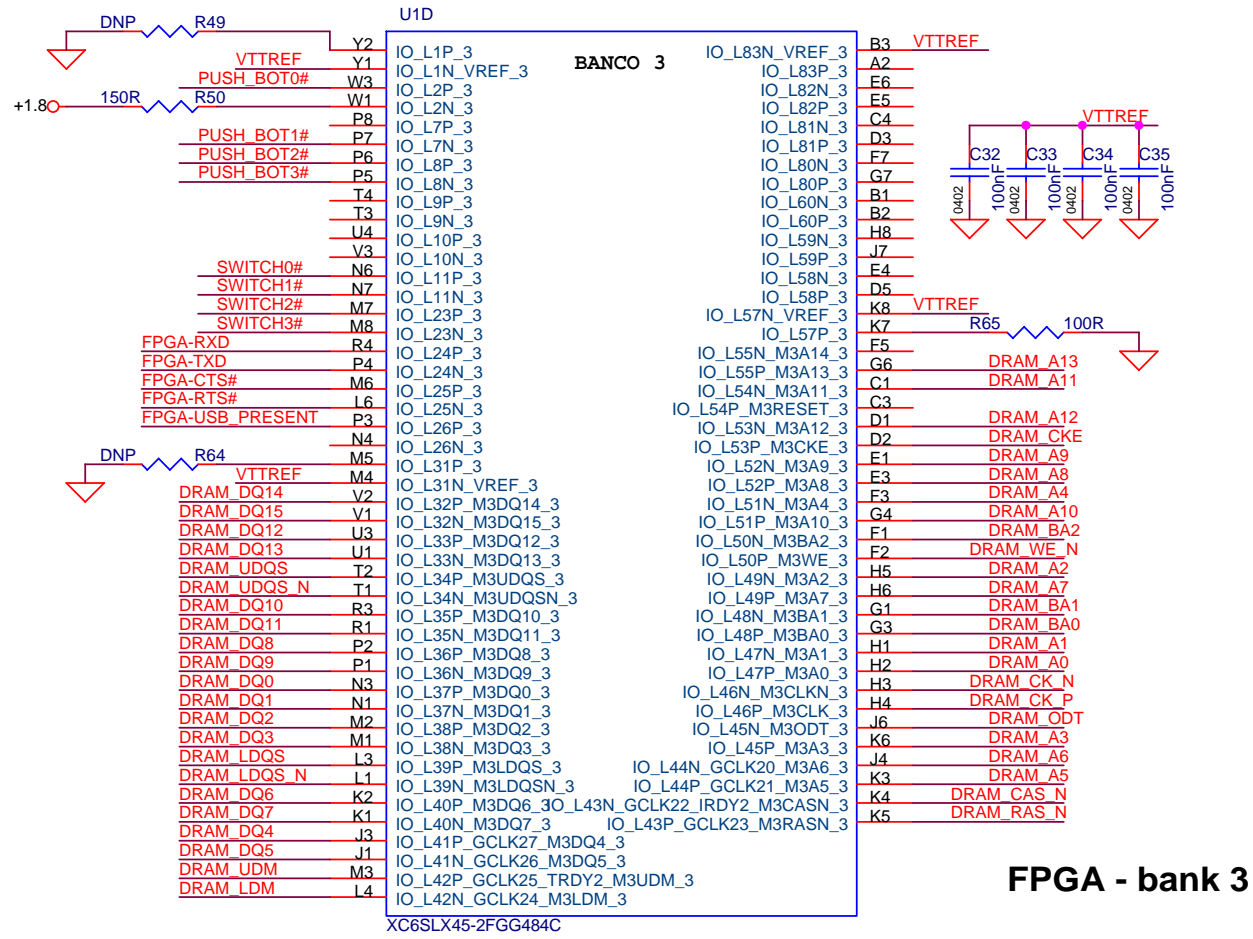 U1D
BANCO 3
DNP R49
Y2 IO_L1P_3
VTTREF Y1 IO_L1N_VREF_3
PUSH_BOT0# W3 IO_L2P_3
+1.8 150R R50 W1 IO_L2N_3
P8 IO_L7P_3
PUSH_BOT1# P7 IO_L7N_3
PUSH_BOT2# P6 IO_L8P_3
PUSH_BOT3# P5 IO_L8N_3
T4 IO_L9P_3
T3 IO_L9N_3
U4 IO_L10P_3
V3 IO_L10N_3
SWITCH0# N6 IO_L11P_3
SWITCH1# N7 IO_L11N_3
SWITCH2# M7 IO_L23P_3
SWITCH3# M8 IO_L23N_3
FPGA-RXD R4 IO_L24P_3
FPGA-TXD P4 IO_L24N_3
FPGA-CTS# M6 IO_L25P_3
FPGA-RTS# L6 IO_L25N_3
FPGA-USB_PRESENT P3 IO_L26P_3
N4 IO_L26N_3
DNP R64 M5 IO_L31P_3
VTTREF M4 IO_L31N_VREF_3
DRAM_DQ14 V2 IO_L32P_M3DQ14_3
DRAM_DQ15 V1 IO_L32N_M3DQ15_3
DRAM_DQ12 U3 IO_L33P_M3DQ12_3
DRAM_DQ13 U1 IO_L33N_M3DQ13_3
DRAM_UDQS T2 IO_L34P_M3UDQS_3
DRAM_UDQS_N T1 IO_L34N_M3UDQSN_3
DRAM_DQ10 R3 IO_L35P_M3DQ10_3
DRAM_DQ11 R1 IO_L35N_M3DQ11_3
DRAM_DQ8 P2 IO_L36P_M3DQ8_3
DRAM_DQ9 P1 IO_L36N_M3DQ9_3
DRAM_DQ0 N3 IO_L37P_M3DQ0_3
DRAM_DQ1 N1 IO_L37N_M3DQ1_3
DRAM_DQ2 M2 IO_L38P_M3DQ2_3
DRAM_DQ3 M1 IO_L38N_M3DQ3_3
DRAM_LDQS L3 IO_L39P_M3LDQS_3
DRAM_LDQS_N L1 IO_L39N_M3LDQSN_3
DRAM_DQ6 K2 IO_L40P_M3DQ6_3
DRAM_DQ7 K1 IO_L40N_M3DQ7_3
DRAM_DQ4 J3 IO_L41P_GCLK27_M3DQ4_3
DRAM_DQ5 J1 IO_L41N_GCLK26_M3DQ5_3
DRAM_UDM M3 IO_L42P_GCLK25_TRDY2_M3UDM_3
DRAM_LDM L4 IO_L42N_GCLK24_M3LDM_3
IO_L83N_VREF_3 B3 VTTREF
IO_L83P_3 A2
IO_L82N_3 E6
IO_L82P_3 E5
IO_L81N_3 C4
IO_L81P_3 D3
IO_L80N_3 F7
IO_L80P_3 G7
IO_L60N_3 B1
IO_L60P_3 B2
IO_L59N_3 H8
IO_L59P_3 J7
IO_L58N_3 E4
IO_L58P_3 D5
IO_L57N_VREF_3 K8 VTTREF
IO_L57P_3 K7 R65 100R
IO_L55N_M3A14_3 F5
IO_L55P_M3A13_3 G6 DRAM_A13
IO_L54N_M3A11_3 C1 DRAM_A11
IO_L54P_M3RESET_3 C3
IO_L53N_M3A12_3 D1 DRAM_A12
IO_L53P_M3CKE_3 D2 DRAM_CKE
IO_L52N_M3A9_3 E1 DRAM_A9
IO_L52P_M3A8_3 E3 DRAM_A8
IO_L51N_M3A4_3 F3 DRAM_A4
IO_L51P_M3A10_3 G4 DRAM_A10
IO_L50N_M3BA2_3 F1 DRAM_BA2
IO_L50P_M3WE_3 F2 DRAM_WE_N
IO_L49N_M3A2_3 H5 DRAM_A2
IO_L49P_M3A7_3 H6 DRAM_A7
IO_L48N_M3BA1_3 G1 DRAM_BA1
IO_L48P_M3BA0_3 G3 DRAM_BA0
IO_L47N_M3A1_3 H1 DRAM_A1
IO_L47P_M3A0_3 H2 DRAM_A0
IO_L46N_M3CLKN_3 H3 DRAM_CK_N
IO_L46P_M3CLK_3 H4 DRAM_CK_P
IO_L45N_M3ODT_3 J6 DRAM_ODT
IO_L45P_M3A3_3 K6 DRAM_A3
IO_L44N_GCLK20_M3A6_3 J4 DRAM_A6
IO_L44P_GCLK21_M3A5_3 K3 DRAM_A5
IO_L43N_GCLK22_IRDY2_M3CASN_3 K4 DRAM_CAS_N
IO_L43P_GCLK23_M3RASN_3 K5 DRAM_RAS_N
XC6SLX45-2FGG484C
VTTREF
C32 C33 C34 C35
100nF 100nF 100nF 100nF
0402 0402 0402 0402
FPGA - bank 3